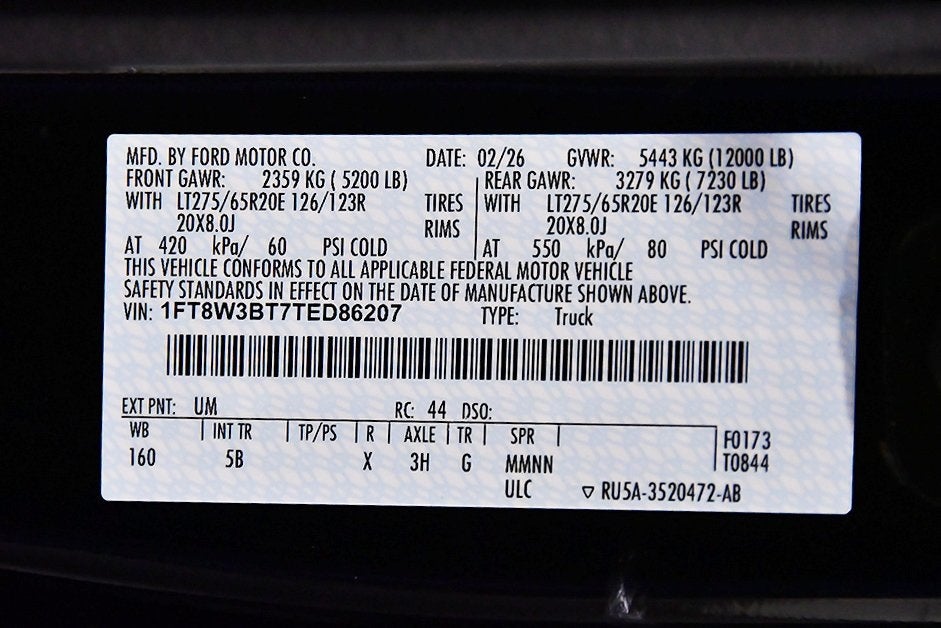 MFD. BY FORD MOTOR CO. DATE: 02/26 GVWR: 5443 KG (12000 LB)
FRONT GAWR: 2359 KG ( 5200 LB) REAR GAWR: 3279 KG ( 7230 LB)
WITH LT275/65R20E 126/123R TIRES WITH LT275/65R20E 126/123R TIRES
20X8.0J RIMS 20X8.0J RIMS
AT 420 kPa/ 60 PSI COLD AT 550 kPa/ 80 PSI COLD
THIS VEHICLE CONFORMS TO ALL APPLICABLE FEDERAL MOTOR VEHICLE
SAFETY STANDARDS IN EFFECT ON THE DATE OF MANUFACTURE SHOWN ABOVE.
VIN: 1FT8W3BT7TED86207 TYPE: Truck
EXT PNT: UM RC: 44 DSO:
WB INT TR TP/PS R AXLE TR SPR F0173
160 5B X 3H G MMNN T0844
ULC ▽ RU5A-3520472-AB